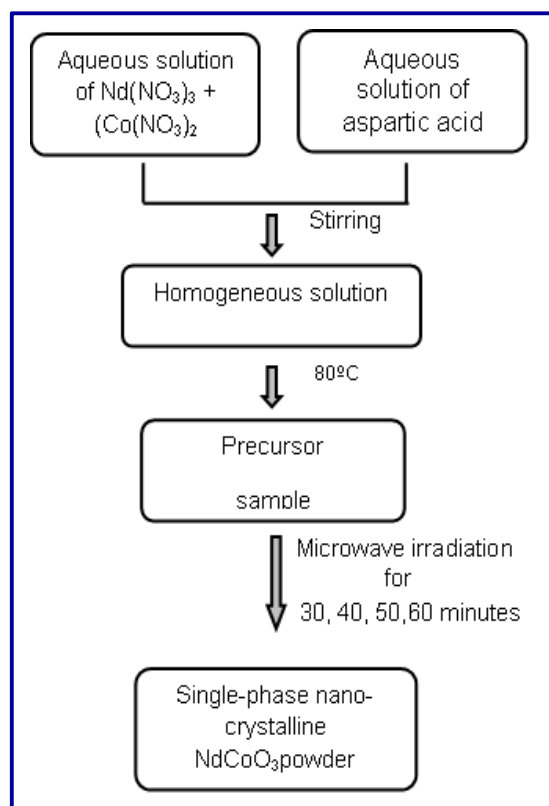 Aqueous solution
of Nd(NO₃)₃ +
(Co(NO₃)₂
Aqueous
solution of
aspartic acid
Stirring
Homogeneous solution
80ºC
Precursor
sample
Microwave irradiation
for
30, 40, 50,60 minutes
Single-phase nano-
crystalline
NdCoO₃powder